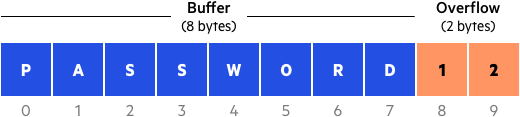 Buffer
(8 bytes)
Overflow
(2 bytes)
P A S S W O R D 1 2
0 1 2 3 4 5 6 7 8 9